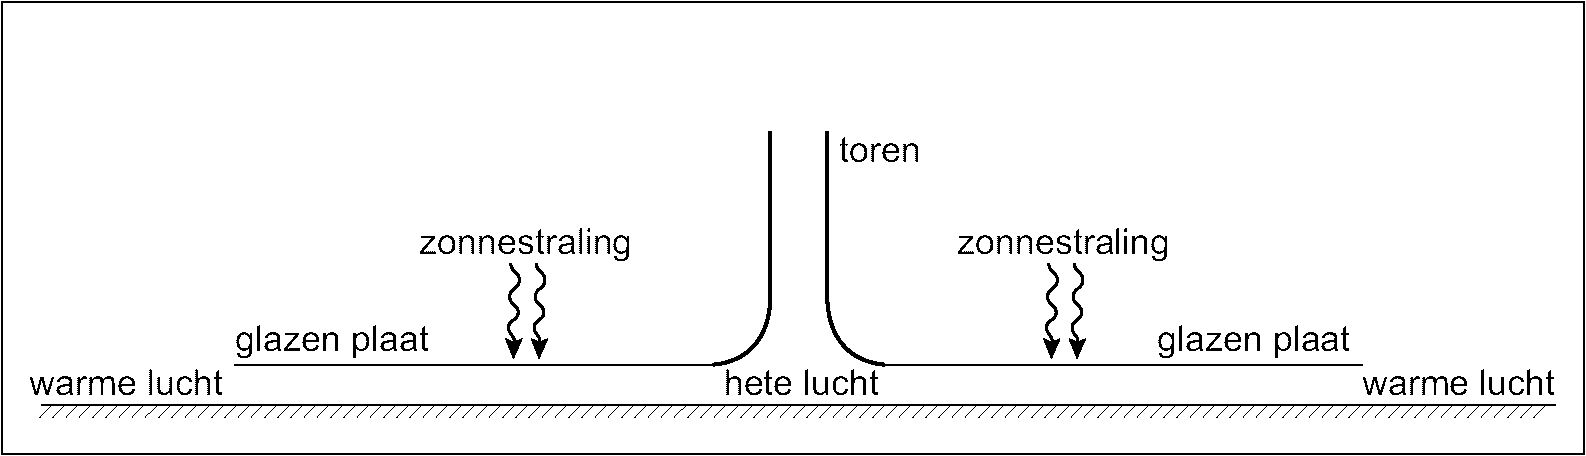 toren
zonnestraling
zonnestraling
glazen plaat
glazen plaat
warme lucht
hete lucht
warme lucht